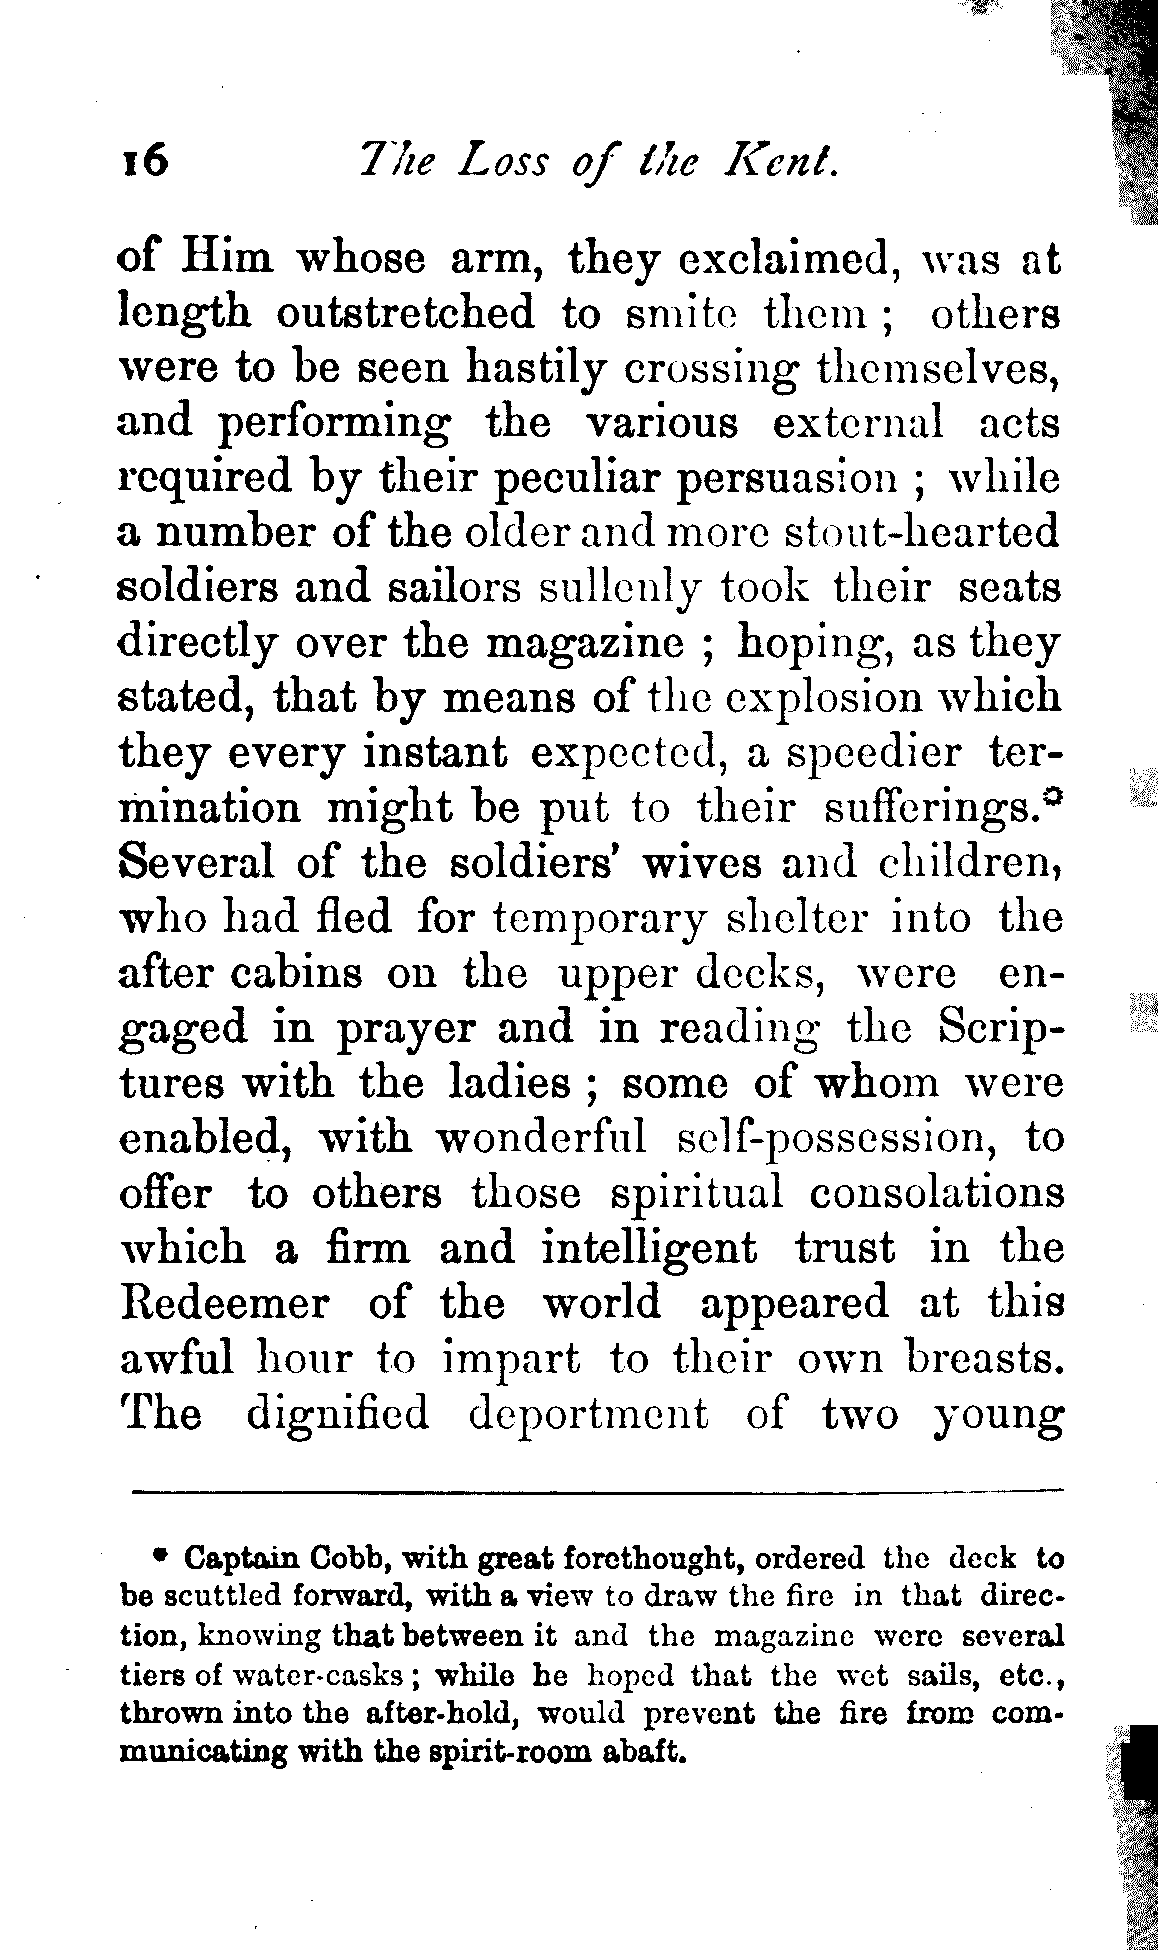 16 The Loss of the Kent.
of Him whose arm, they exclaimed, was at
length outstretched to smite them ; others
were to be seen hastily crossing themselves,
and performing the various external acts
required by their peculiar persuasion ; while
a number of the older and more stout-hearted
soldiers and sailors sullenly took their seats
directly over the magazine ; hoping, as they
stated, that by means of the explosion which
they every instant expected, a speedier ter-
mination might be put to their sufferings.*
Several of the soldiers' wives and children,
who had fled for temporary shelter into the
after cabins on the upper decks, were en-
gaged in prayer and in reading the Scrip-
tures with the ladies ; some of whom were
enabled, with wonderful self-possession, to
offer to others those spiritual consolations
which a firm and intelligent trust in the
Redeemer of the world appeared at this
awful hour to impart to their own breasts.
The dignified deportment of two young
* Captain Cobb, with great forethought, ordered the deck to
be scuttled forward, with a view to draw the fire in that direc-
tion, knowing that between it and the magazine were several
tiers of water-casks ; while he hoped that the wet sails, etc.,
thrown into the after-hold, would prevent the fire from com-
municating with the spirit-room abaft.